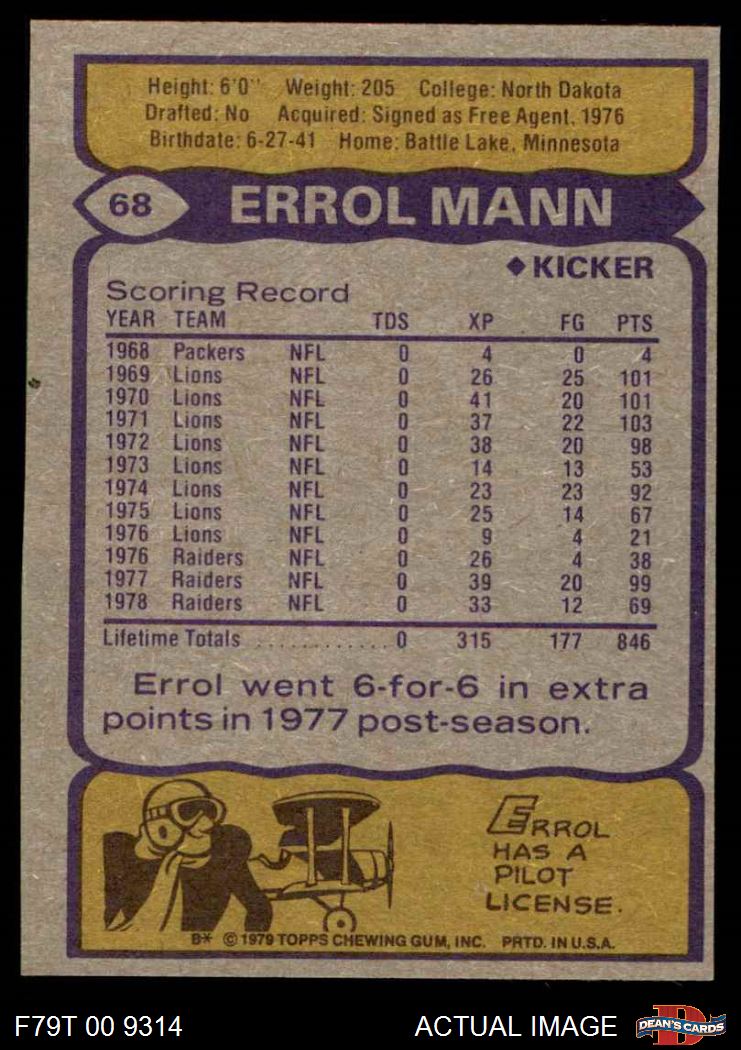 Height: 6'0" Weight: 205 College: North Dakota
Drafted: No Acquired: Signed as Free Agent, 1976
Birthdate: 6-27-41 Home: Battle Lake, Minnesota
68 ERROL MANN
◆ KICKER
Scoring Record
YEAR TEAM TDS XP FG PTS
1968 Packers NFL 0 4 0 4
1969 Lions NFL 0 26 25 101
1970 Lions NFL 0 41 20 101
1971 Lions NFL 0 37 22 103
1972 Lions NFL 0 38 20 98
1973 Lions NFL 0 14 13 53
1974 Lions NFL 0 23 23 92
1975 Lions NFL 0 25 14 67
1976 Lions NFL 0 9 4 21
1976 Raiders NFL 0 26 4 38
1977 Raiders NFL 0 39 20 99
1978 Raiders NFL 0 33 12 69
Lifetime Totals ............. 0 315 177 846
Errol went 6-for-6 in extra
points in 1977 post-season.
ERROL
HAS A
PILOT
LICENSE.
B* © 1979 TOPPS CHEWING GUM, INC. PRTD. IN U.S.A.
F79T 00 9314 ACTUAL IMAGE D DEAN'S CARDS